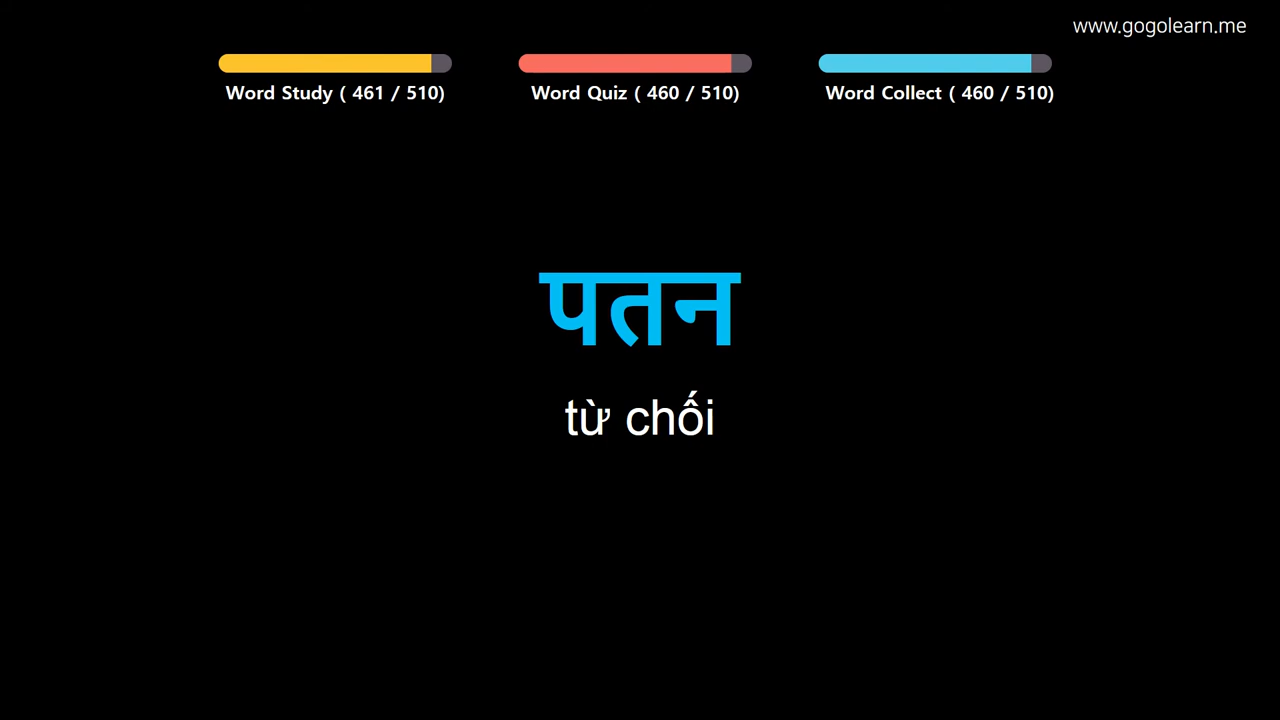 www.gogolearn.me
Word Study ( 461 / 510)
Word Quiz ( 460 / 510)
Word Collect ( 460 / 510)
पतन
từ chối